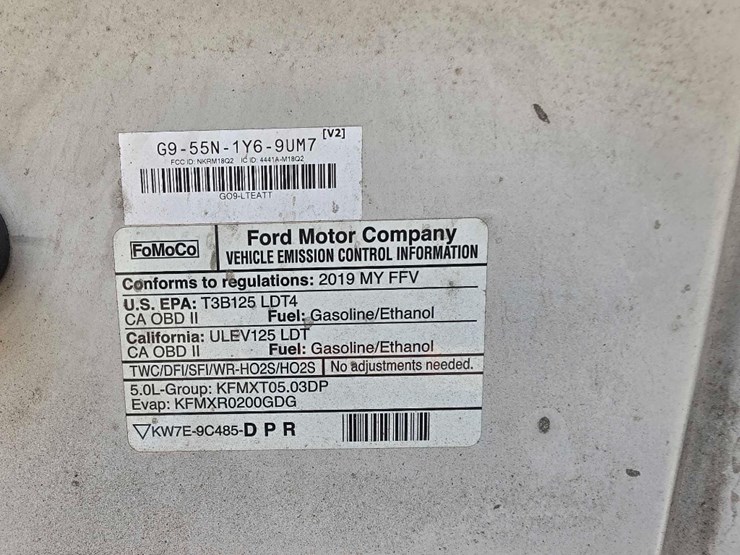 [V2]
G9-55N-1Y6-9UM7
FCC ID: NKRM18Q2 IC ID: 4441A-M18Q2
GO9-LTEATT
FoMoCo
Ford Motor Company
VEHICLE EMISSION CONTROL INFORMATION
Conforms to regulations: 2019 MY FFV
U.S. EPA: T3B125 LDT4
CA OBD II Fuel: Gasoline/Ethanol
California: ULEV125 LDT
CA OBD II Fuel: Gasoline/Ethanol
TWC/DFI/SFI/WR-HO2S/HO2S No adjustments needed.
5.0L-Group: KFMXT05.03DP
Evap: KFMXR0200GDG
KW7E-9C485-D P R